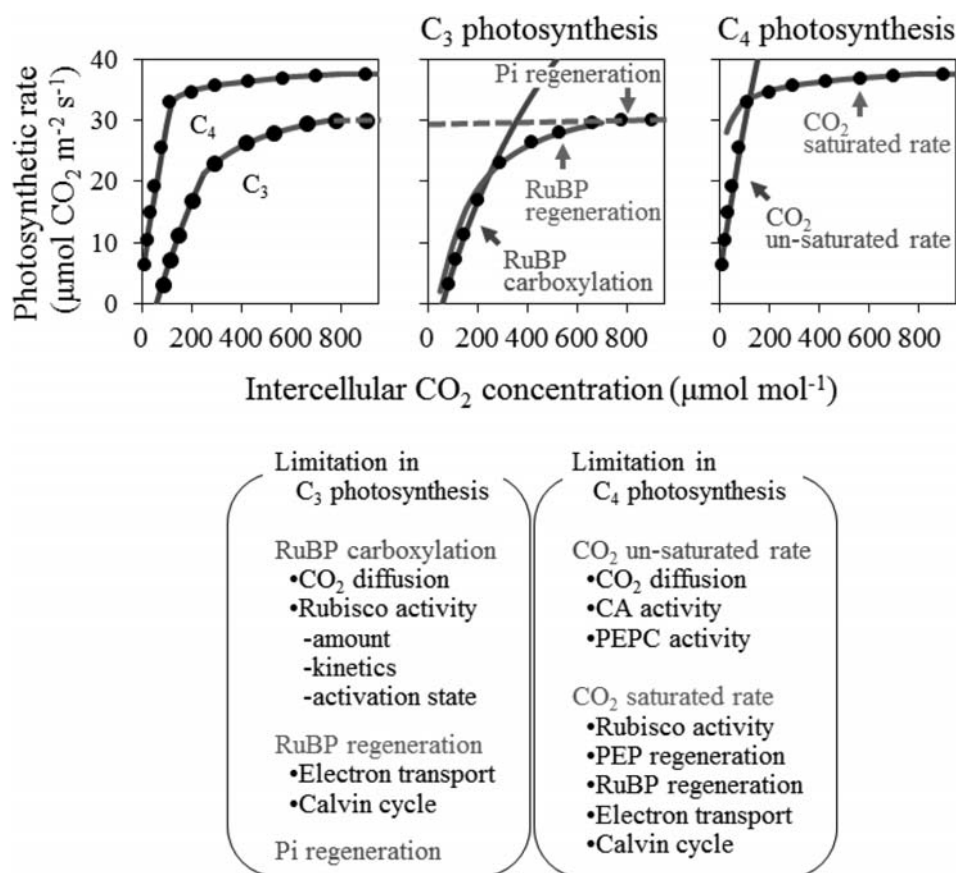 C3 photosynthesis
C4 photosynthesis
Photosynthetic rate
(μmol CO2 m-2 s-1)
40
30
20
10
0
C4
C3
0 200 400 600 800
Pi regeneration
RuBP
regeneration
RuBP
carboxylation
0 200 400 600 800
CO2
saturated rate
CO2
un-saturated rate
0 200 400 600 800
Intercellular CO2 concentration (μmol mol-1)
Limitation in
C3 photosynthesis
RuBP carboxylation
•CO2 diffusion
•Rubisco activity
-amount
-kinetics
-activation state
RuBP regeneration
•Electron transport
•Calvin cycle
Pi regeneration
Limitation in
C4 photosynthesis
CO2 un-saturated rate
•CO2 diffusion
•CA activity
•PEPC activity
CO2 saturated rate
•Rubisco activity
•PEP regeneration
•RuBP regeneration
•Electron transport
•Calvin cycle